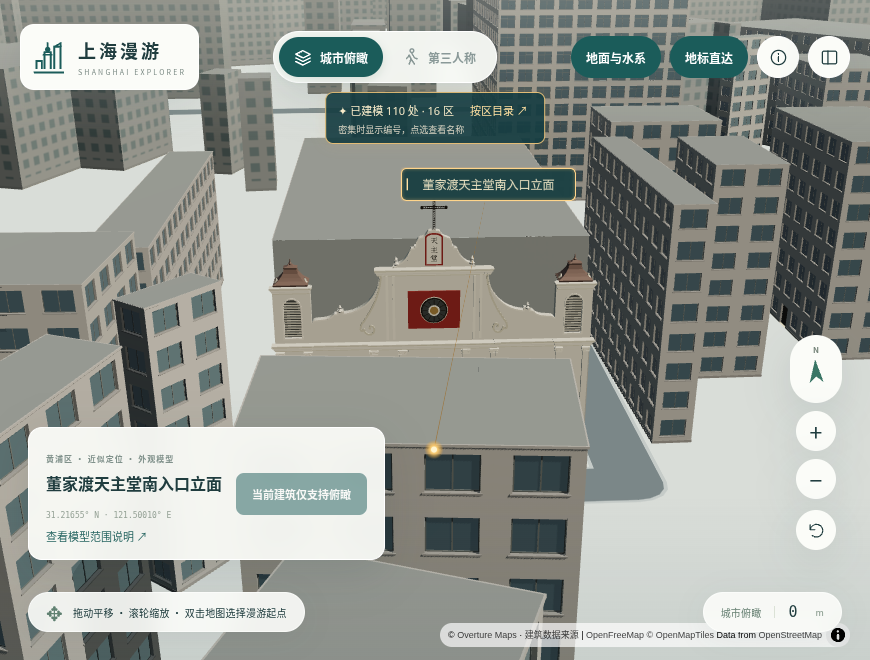 上海漫游
SHANGHAI EXPLORER
城市俯瞰
第三人称
地面与水系
地标直达
✦ 已建模 110 处 · 16 区 按区目录 ↗
密集时显示编号，点选查看名称
董家渡天主堂南入口立面
天
主
堂
N
黄浦区 · 近似定位 · 外观模型
董家渡天主堂南入口立面
当前建筑仅支持俯瞰
31.21655° N · 121.50010° E
查看模型范围说明 ↗
拖动平移 · 滚轮缩放 · 双击地图选择漫游起点
城市俯瞰 0 m
© Overture Maps · 建筑数据来源 | OpenFreeMap © OpenMapTiles Data from OpenStreetMap